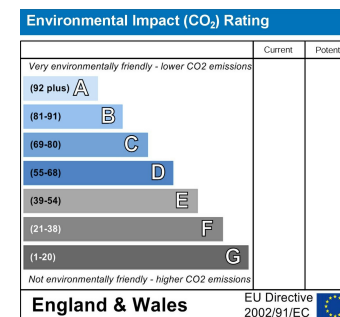 Environmental Impact (CO₂) Rating
Current Potent
Very environmentally friendly - lower CO2 emissions
(92 plus) A
(81-91) B
(69-80) C
(55-68) D
(39-54) E
(21-38) F
(1-20) G
Not environmentally friendly - higher CO2 emissions
England & Wales
EU Directive
2002/91/EC